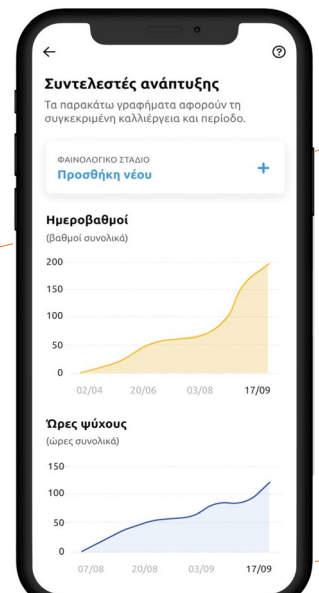 Συντελεστές ανάπτυξης
Τα παρακάτω γραφήματα αφορούν τη
συγκεκριμένη καλλιέργεια και περίοδο.
ΦΑΙΝΟΛΟΓΙΚΟ ΣΤΑΔΙΟ
Προσθήκη νέου
Ημεροβαθμοί
(βαθμοί συνολικά)
200
150
100
50
0
02/04 20/06 03/08 17/09
Ώρες ψύχους
(ώρες συνολικά)
150
100
50
0
07/08 20/08 03/09 17/09